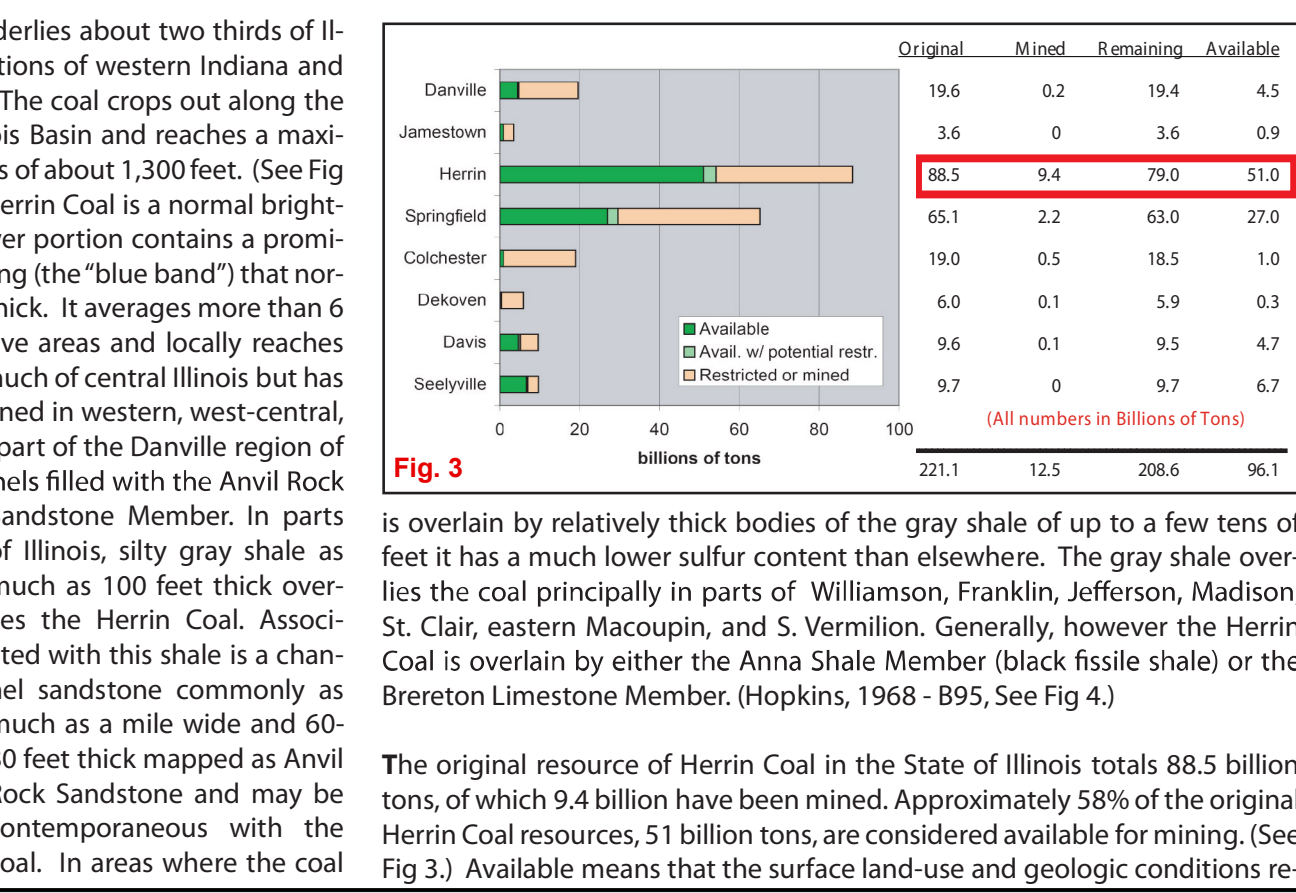 derlies about two thirds of Il-
tions of western Indiana and
The coal crops out along the
is Basin and reaches a maxi-
s of about 1,300 feet. (See Fig
errin Coal is a normal bright-
er portion contains a promi-
ng (the “blue band”) that nor-
hick. It averages more than 6
ve areas and locally reaches
much of central Illinois but has
ned in western, west-central,
part of the Danville region of
nels filled with the Anvil Rock
Sandstone Member. In parts
of Illinois, silty gray shale as
much as 100 feet thick over-
es the Herrin Coal. Associ-
ted with this shale is a chan-
nel sandstone commonly as
much as a mile wide and 60-
80 feet thick mapped as Anvil
Rock Sandstone and may be
ontemporaneous with the
oal. In areas where the coal
Original Mined Remaining Available
Danville 19.6 0.2 19.4 4.5
Jamestown 3.6 0 3.6 0.9
Herrin 88.5 9.4 79.0 51.0
Springfield 65.1 2.2 63.0 27.0
Colchester 19.0 0.5 18.5 1.0
Dekoven 6.0 0.1 5.9 0.3
Davis 9.6 0.1 9.5 4.7
Seelyville 9.7 0 9.7 6.7
Available
Avail. w/ potential restr.
Restricted or mined
0 20 40 60 80 100
billions of tons
(All numbers in Billions of Tons)
221.1 12.5 208.6 96.1
Fig. 3
is overlain by relatively thick bodies of the gray shale of up to a few tens of
feet it has a much lower sulfur content than elsewhere. The gray shale over-
lies the coal principally in parts of Williamson, Franklin, Jefferson, Madison,
St. Clair, eastern Macoupin, and S. Vermilion. Generally, however the Herrin
Coal is overlain by either the Anna Shale Member (black fissile shale) or the
Brereton Limestone Member. (Hopkins, 1968 - B95, See Fig 4.)
The original resource of Herrin Coal in the State of Illinois totals 88.5 billion
tons, of which 9.4 billion have been mined. Approximately 58% of the original
Herrin Coal resources, 51 billion tons, are considered available for mining. (See
Fig 3.) Available means that the surface land-use and geologic conditions re-